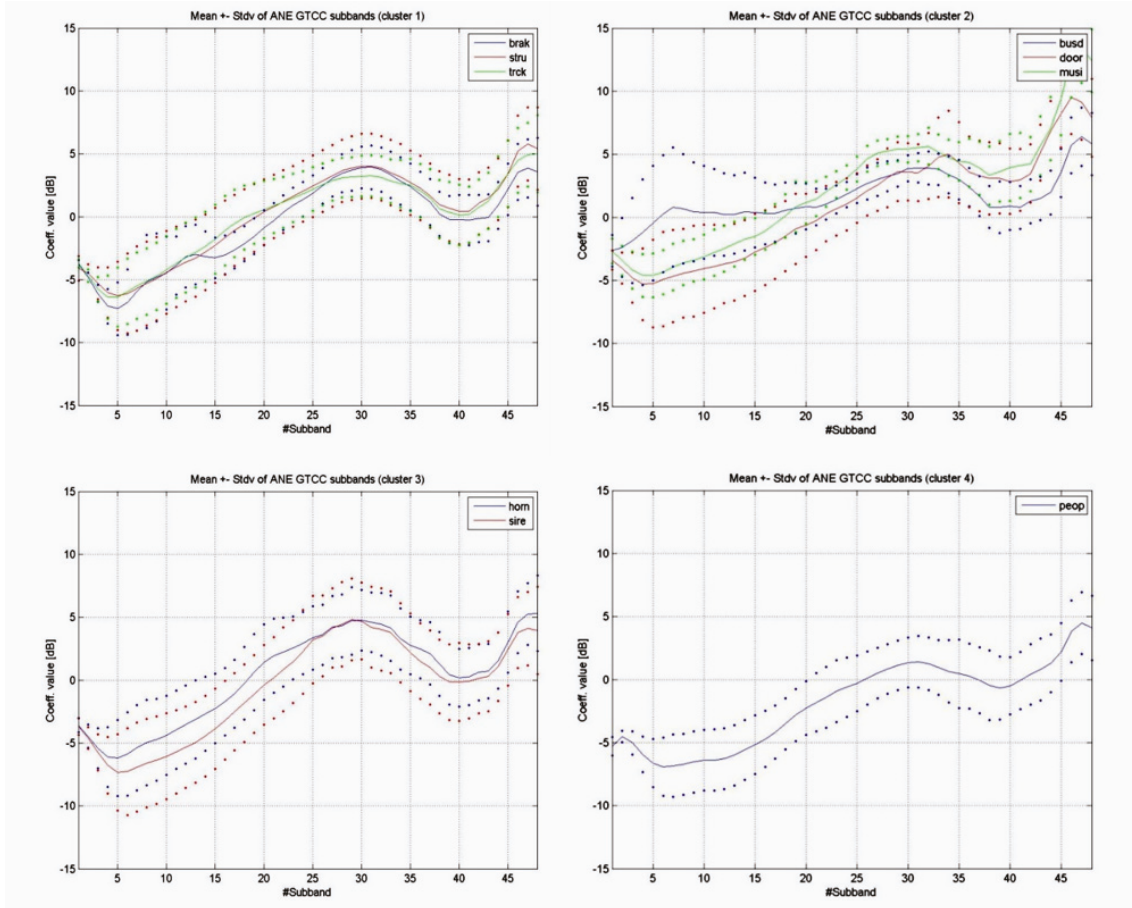 Mean +- Stdv of ANE GTCC subbands (cluster 1)
brak
stru
trck
15
10
5
0
-5
-10
-15
Coeff. value [dB]
5 10 15 20 25 30 35 40 45
#Subband
Mean +- Stdv of ANE GTCC subbands (cluster 2)
busd
door
musi
15
10
5
0
-5
-10
-15
Coeff. value [dB]
5 10 15 20 25 30 35 40 45
#Subband
Mean +- Stdv of ANE GTCC subbands (cluster 3)
horn
sire
15
10
5
0
-5
-10
-15
Coeff. value [dB]
5 10 15 20 25 30 35 40 45
#Subband
Mean +- Stdv of ANE GTCC subbands (cluster 4)
peop
15
10
5
0
-5
-10
-15
Coeff. value [dB]
5 10 15 20 25 30 35 40 45
#Subband